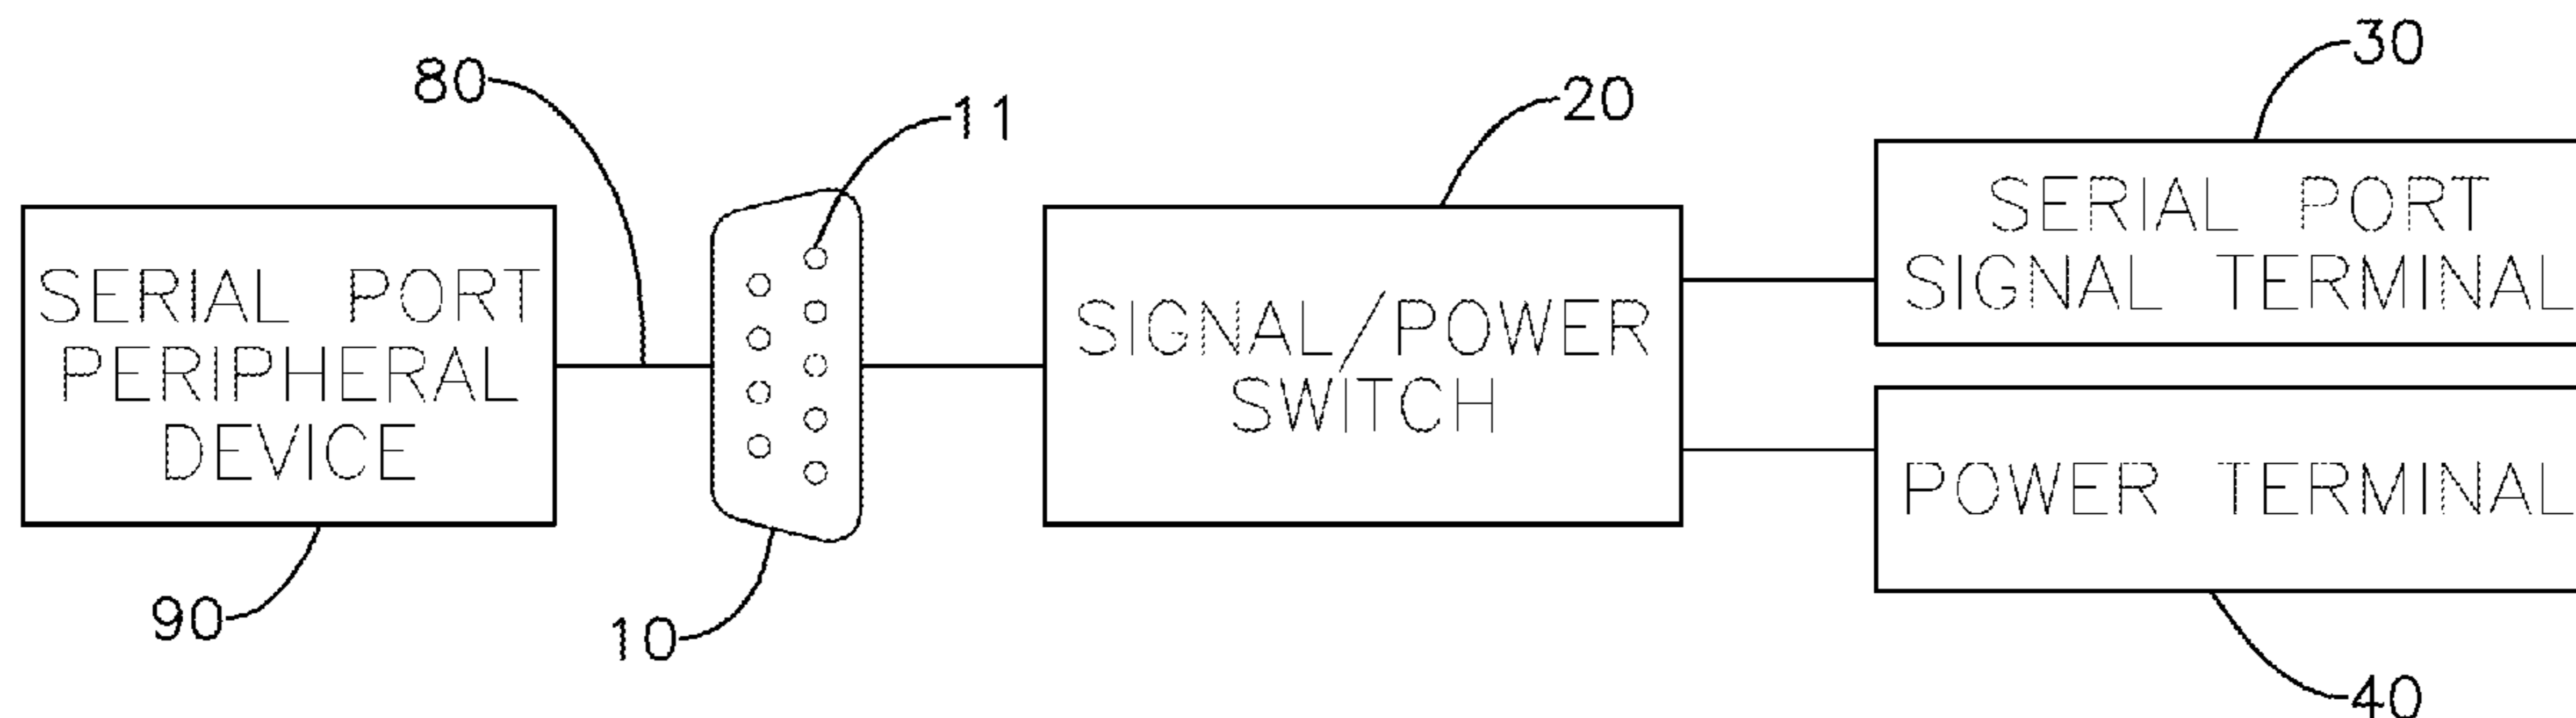 30
80
20
11
SERIAL PORT
SIGNAL TERMINAL
SERIAL PORT
PERIPHERAL
DEVICE
SIGNAL/POWER
SWITCH
POWER TERMINAL
90
10
40